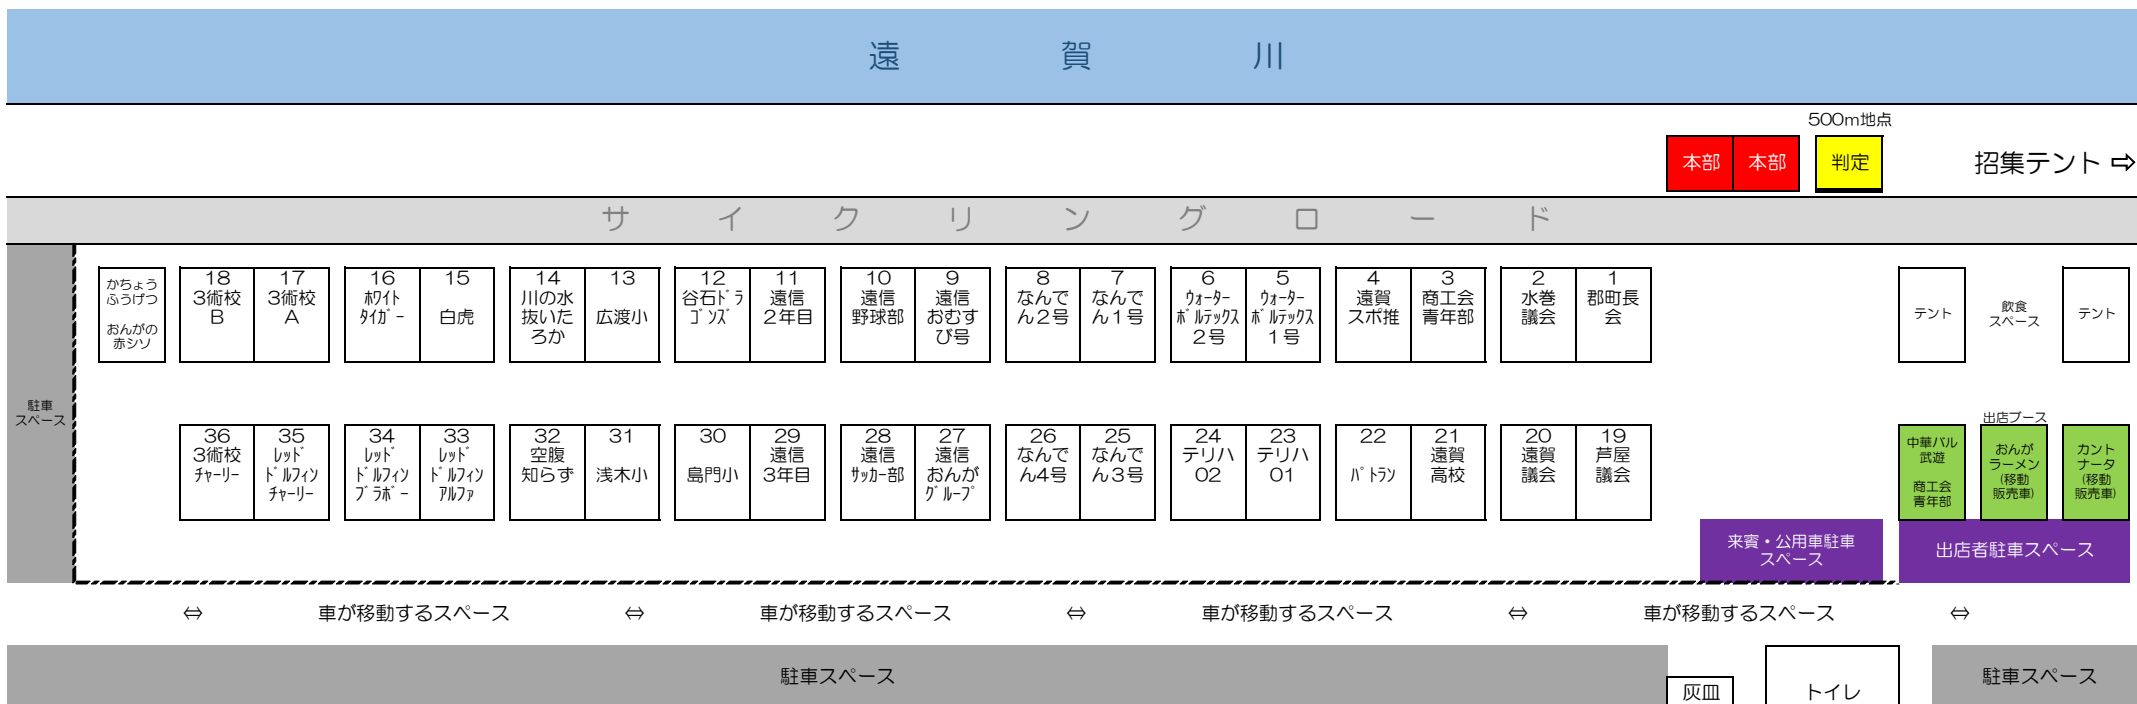 遠賀川
500m地点
本部
本部
判定
招集テント ⇨
サイクリングロード
駐車
スペース
かちょう
ふうげつ
おんがの
赤シソ
18
3術校
B
17
3術校
A
16
ﾎﾜｲﾄ
ﾀｲｶﾞｰ
15
白虎
14
川の水
抜いた
ろか
13
広渡小
12
谷石ﾄﾞﾗ
ｺﾞﾝｽﾞ
11
遠信
2年目
10
遠信
野球部
9
遠信
おむす
び号
8
なんで
ん2号
7
なんで
ん1号
6
ｳｫｰﾀｰ
ﾎﾞﾙﾃｯｸｽ
2号
5
ｳｫｰﾀｰ
ﾎﾞﾙﾃｯｸｽ
1号
4
遠賀
スポ推
3
商工会
青年部
2
水巻
議会
1
郡町長
会
テント
飲食
スペース
テント
36
3術校
ﾁｬｰﾘｰ
35
ﾚｯﾄﾞ
ﾄﾞﾙﾌｨﾝ
ﾁｬｰﾘｰ
34
ﾚｯﾄﾞ
ﾄﾞﾙﾌｨﾝ
ﾌﾞﾗﾎﾞｰ
33
ﾚｯﾄﾞ
ﾄﾞﾙﾌｨﾝ
ｱﾙﾌｧ
32
空腹
知らず
31
浅木小
30
島門小
29
遠信
3年目
28
遠信
ｻｯｶｰ部
27
遠信
おんが
ｸﾞﾙｰﾌﾟ
26
なんで
ん4号
25
なんで
ん3号
24
テリハ
02
23
テリハ
01
22
ﾊﾟﾄﾗﾝ
21
遠賀
高校
20
遠賀
議会
19
芦屋
議会
出店ブース
中華バル
武遊
商工会
青年部
おんが
ラーメン
(移動
販売車)
カント
ナータ
(移動
販売車)
来賓・公用車駐車
スペース
出店者駐車スペース
⇔ 車が移動するスペース ⇔ 車が移動するスペース ⇔ 車が移動するスペース ⇔ 車が移動するスペース ⇔
駐車スペース
灰皿
トイレ
駐車スペース